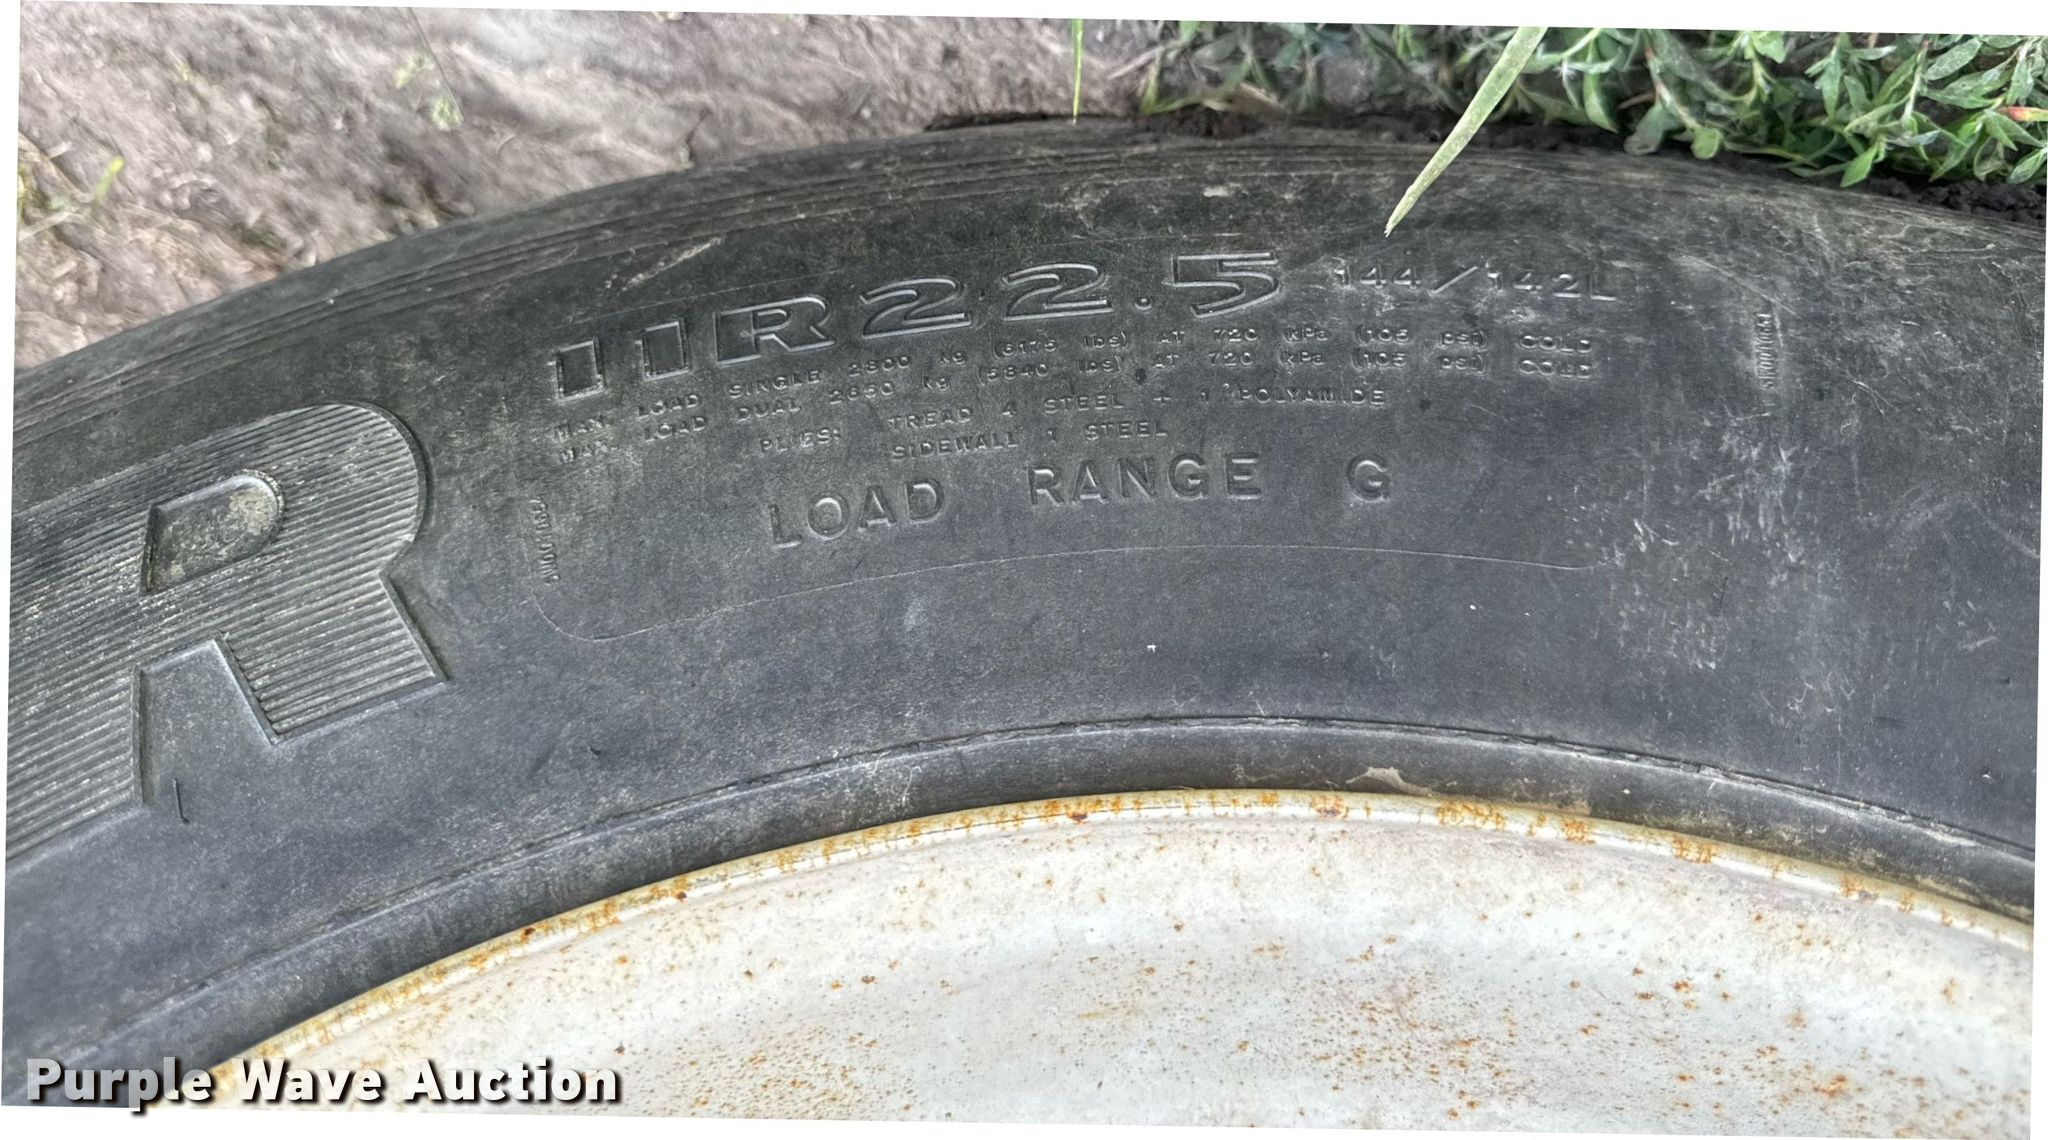 11R22.5 144/142L
MAX. LOAD SINGLE 2800 kg (6175 lbs) AT 720 kPa (105 psi) COLD
MAX. LOAD DUAL 2650 kg (5840 lbs) AT 720 kPa (105 psi) COLD
PLIES: TREAD 4 STEEL + 1 POLYAMIDE
SIDEWALL 1 STEEL
LOAD RANGE G
R
Purple Wave Auction